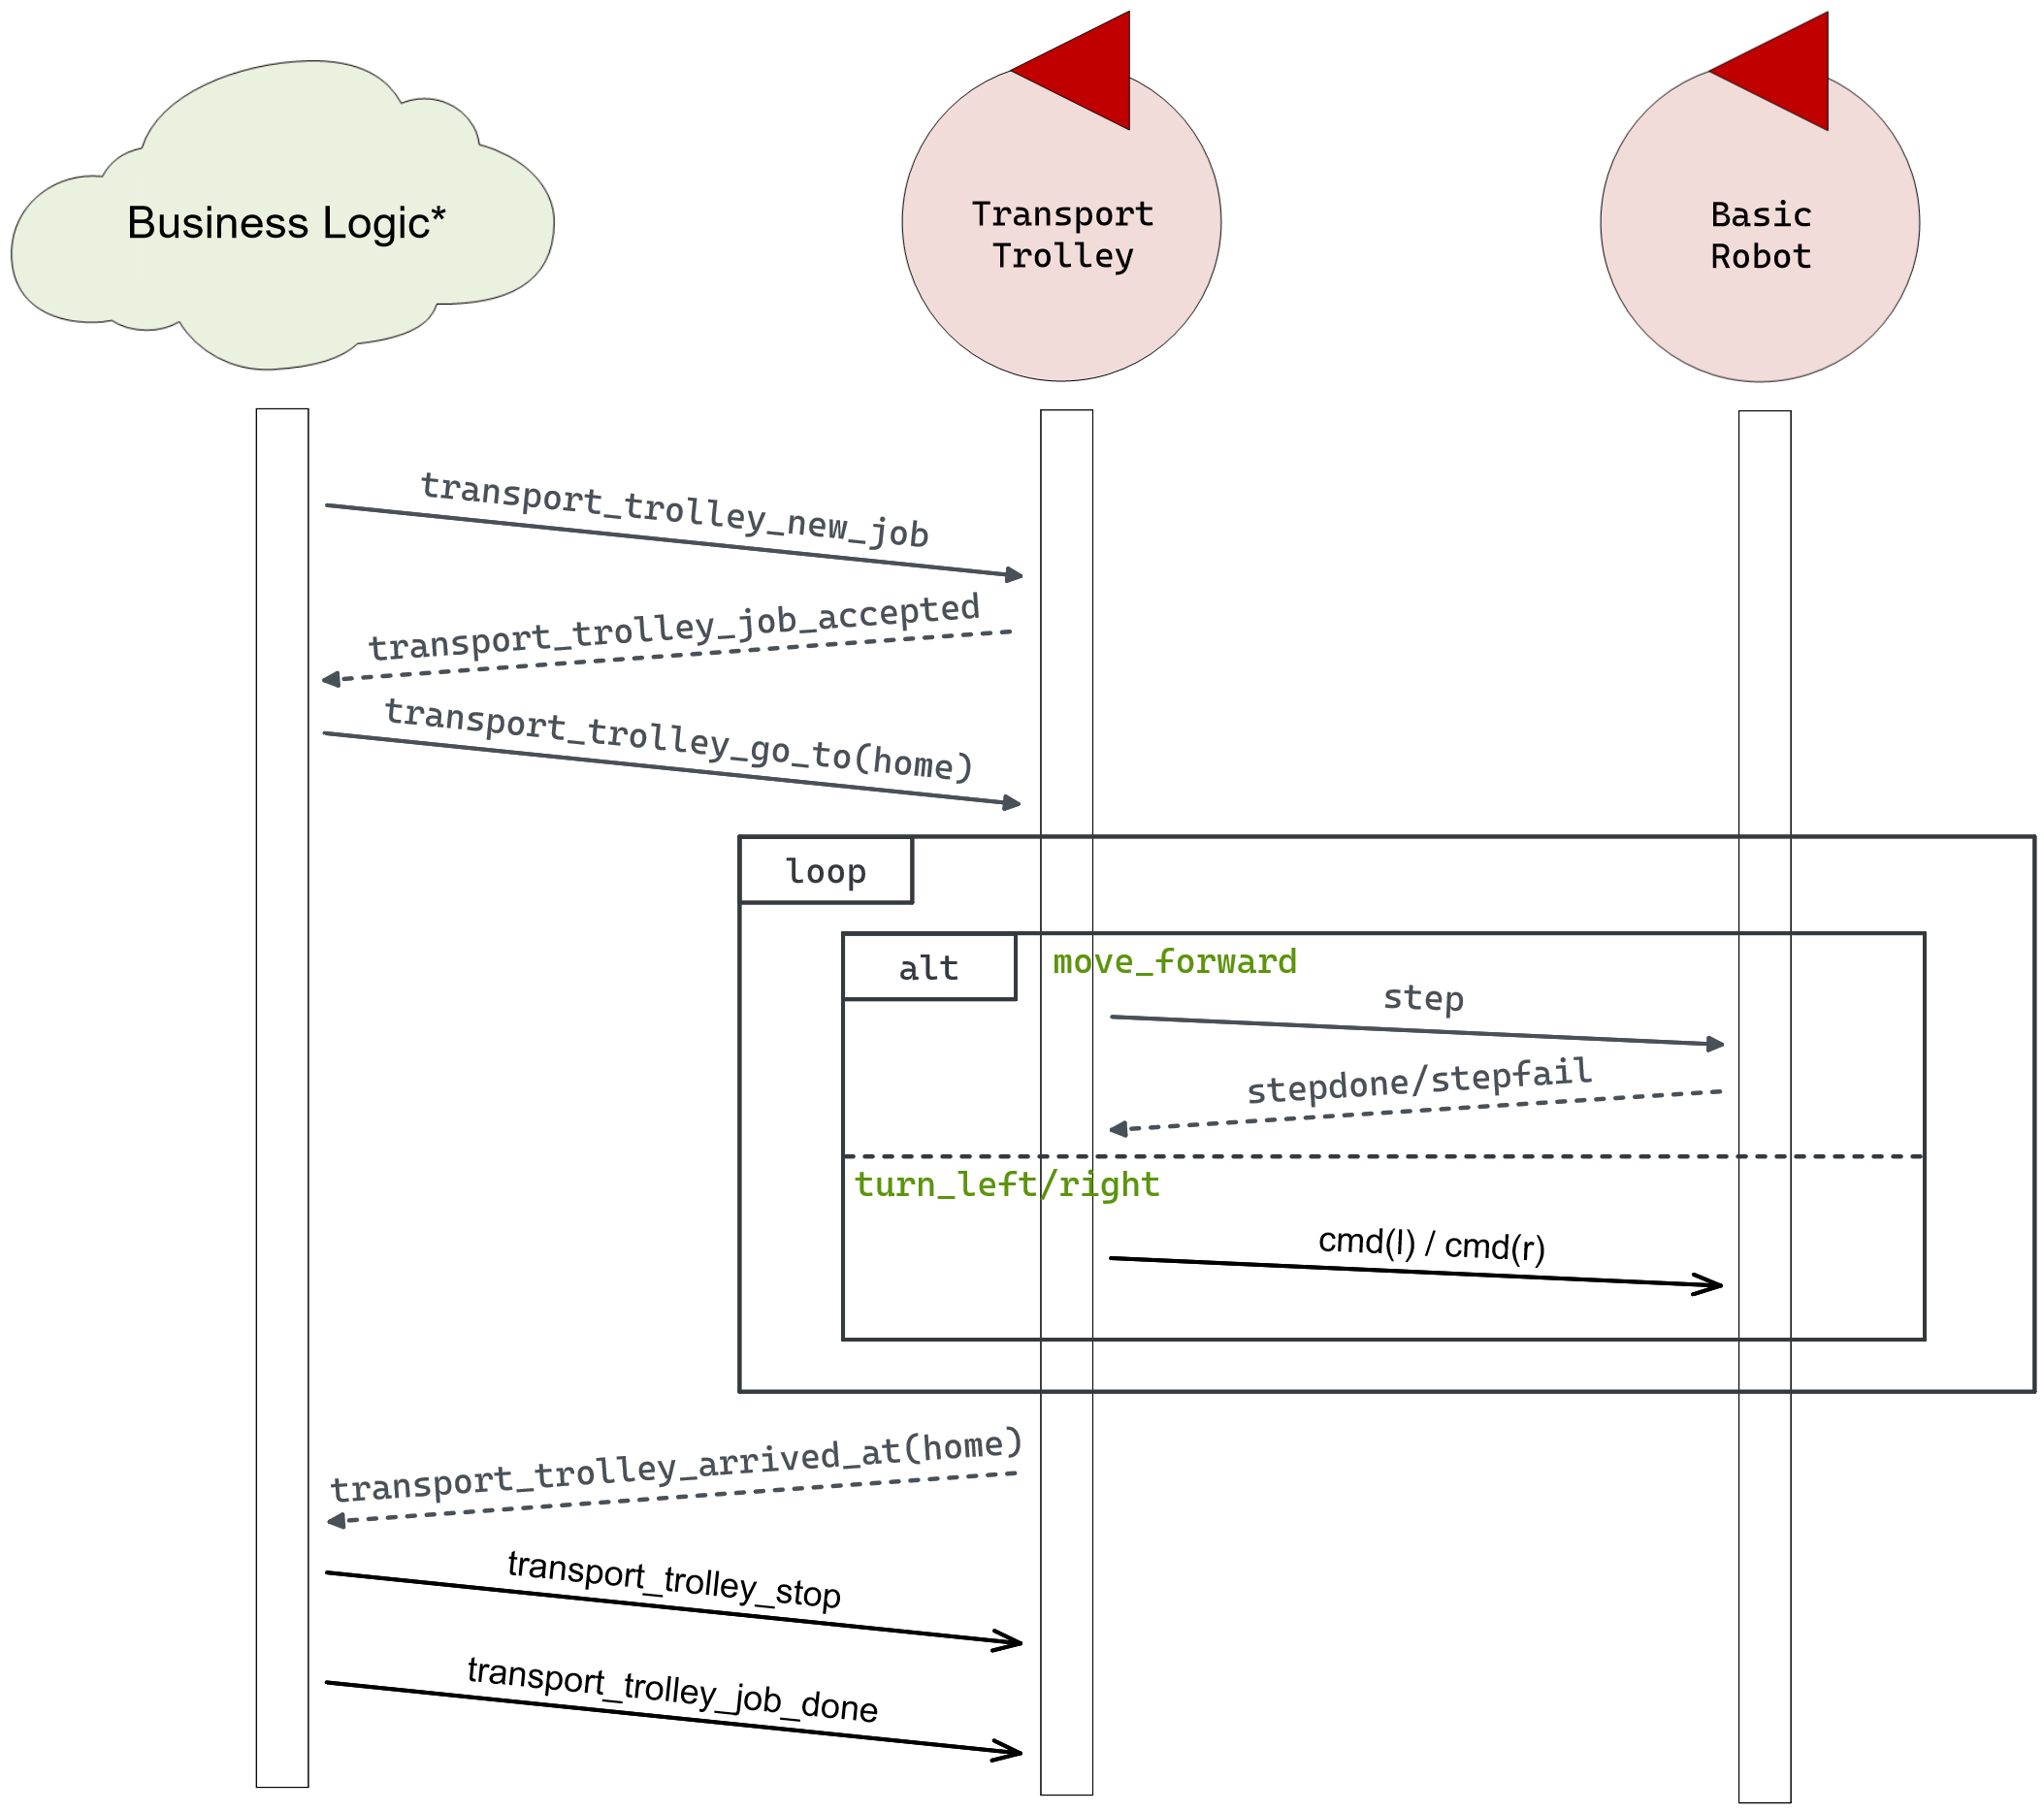 Business Logic*
Transport
Trolley
Basic
Robot
transport_trolley_new_job
transport_trolley_job_accepted
transport_trolley_go_to(home)
loop
alt
move_forward
step
stepdone/stepfail
turn_left/right
cmd(l) / cmd(r)
transport_trolley_arrived_at(home)
transport_trolley_stop
transport_trolley_job_done